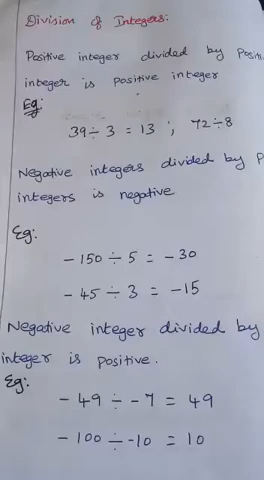 Division of Integers:
Positive integer divided by Positi
integer is positive integer
Eg:
39 ÷ 3 = 13 ; 72 ÷ 8
Negative integers divided by P
integers is negative
Eg:
- 150 ÷ 5 = - 30
- 45 ÷ 3 = - 15
Negative integer divided by
integer is positive.
Eg:
- 49 ÷ - 7 = 49
- 100 ÷ -10 = 10